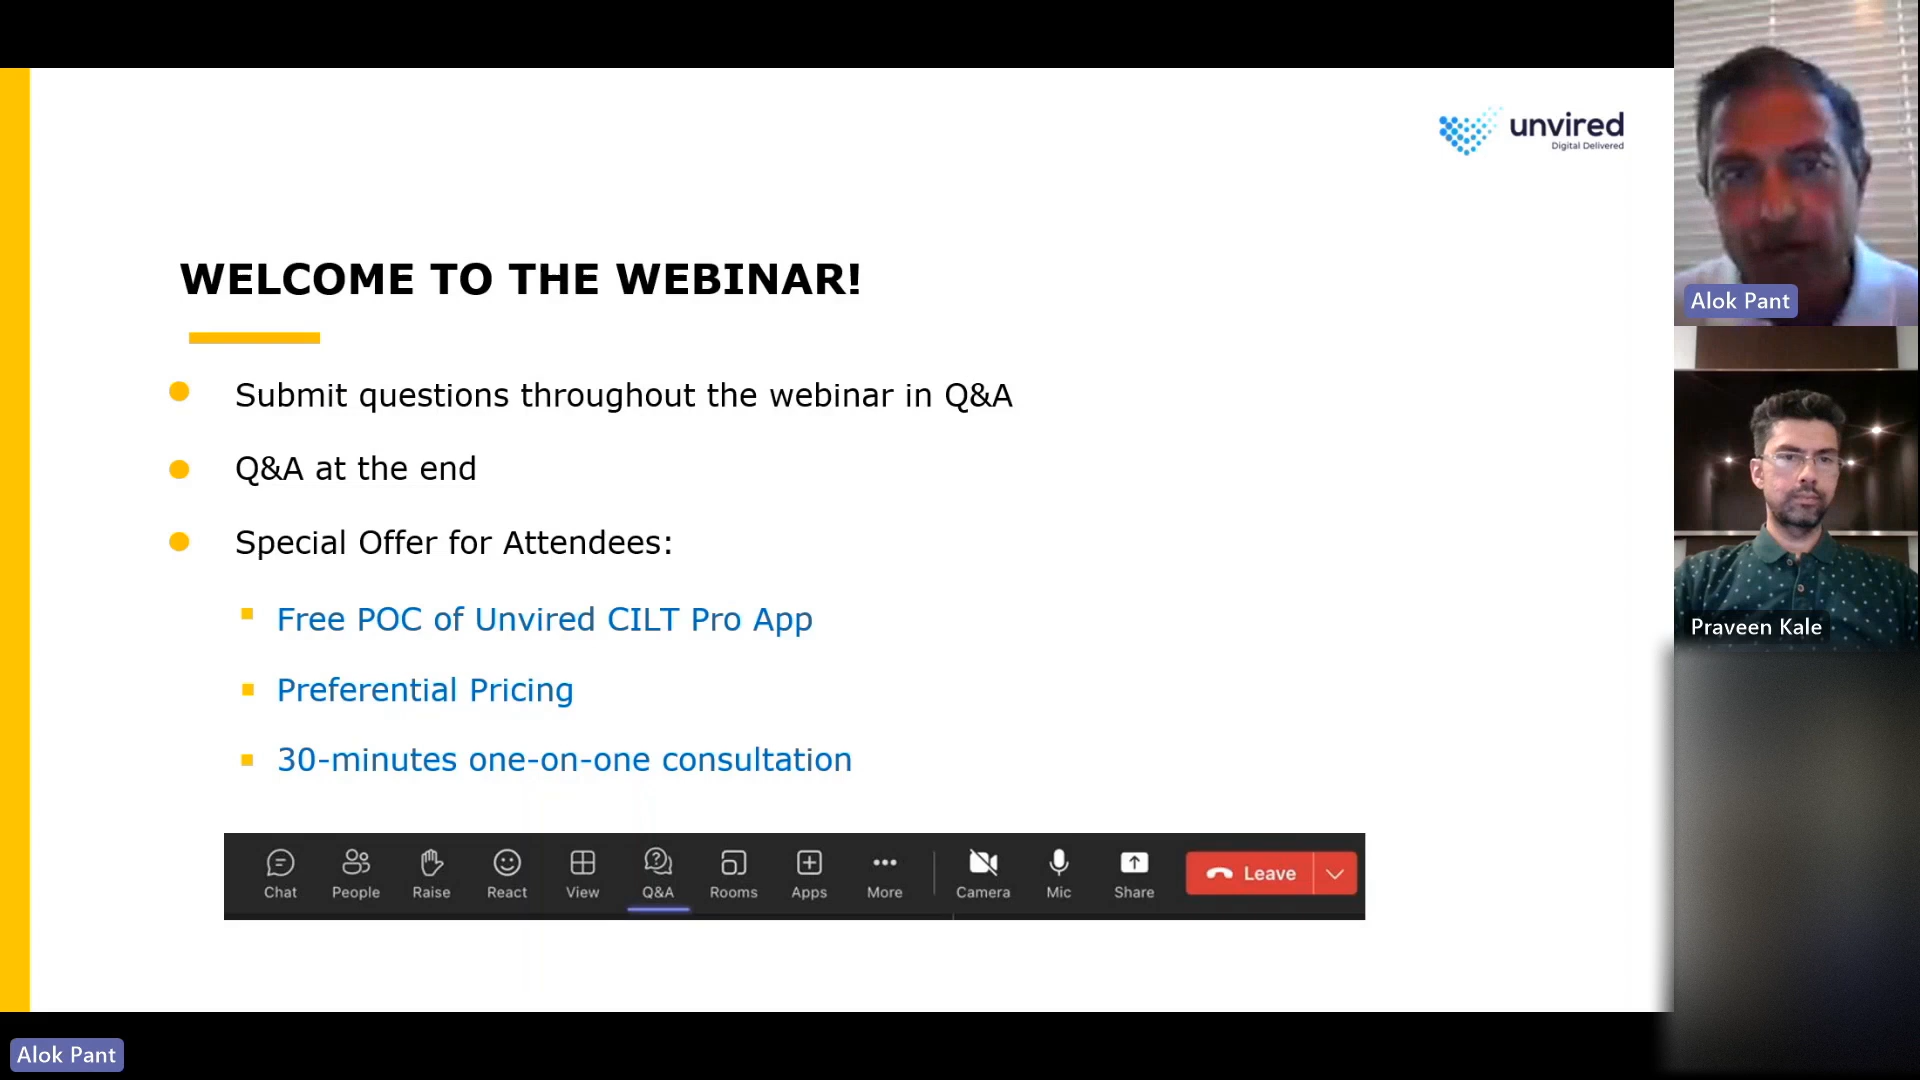 unvired
Digital Delivered
WELCOME TO THE WEBINAR!
Submit questions throughout the webinar in Q&A
Q&A at the end
Special Offer for Attendees:
Free POC of Unvired CILT Pro App
Preferential Pricing
30-minutes one-on-one consultation
Chat People Raise React View Q&A Rooms Apps More Camera Mic Share Leave
Alok Pant
Praveen Kale
Alok Pant